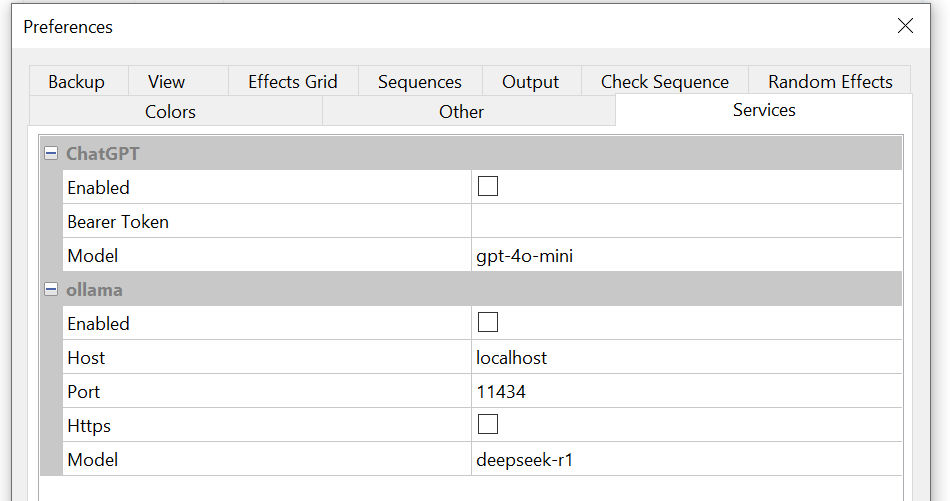 Preferences
Backup View Effects Grid Sequences Output Check Sequence Random Effects
Colors Other Services
ChatGPT
Enabled
Bearer Token
Model gpt-4o-mini
ollama
Enabled
Host localhost
Port 11434
Https
Model deepseek-r1